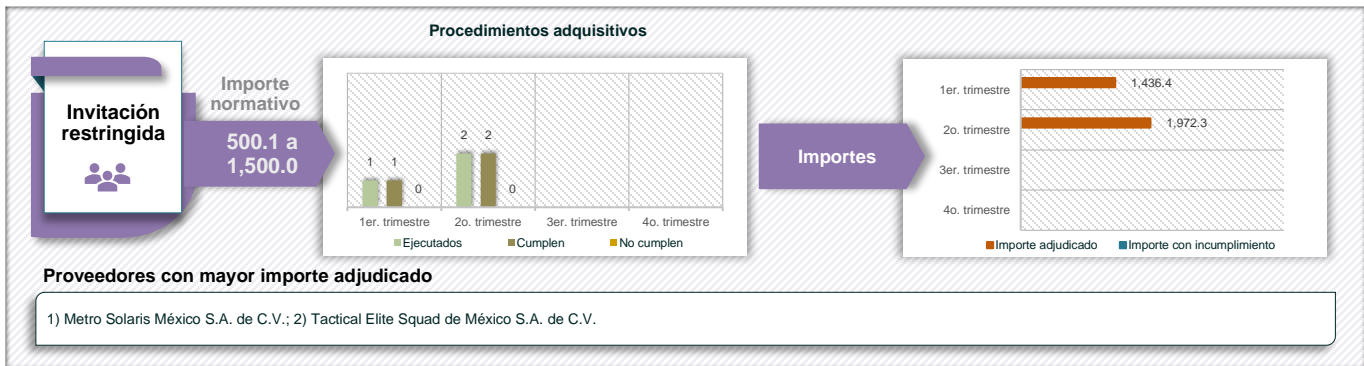 Procedimientos adquisitivos
Invitación
restringida
Importe
normativo
500.1 a
1,500.0
1
1
0
2
2
0
1er. trimestre
2o. trimestre
3er. trimestre
4o. trimestre
Ejecutados
Cumplen
No cumplen
Importes
1er. trimestre
1,436.4
2o. trimestre
1,972.3
3er. trimestre
4o. trimestre
Importe adjudicado
Importe con incumplimiento
Proveedores con mayor importe adjudicado
1) Metro Solaris México S.A. de C.V.; 2) Tactical Elite Squad de México S.A. de C.V.